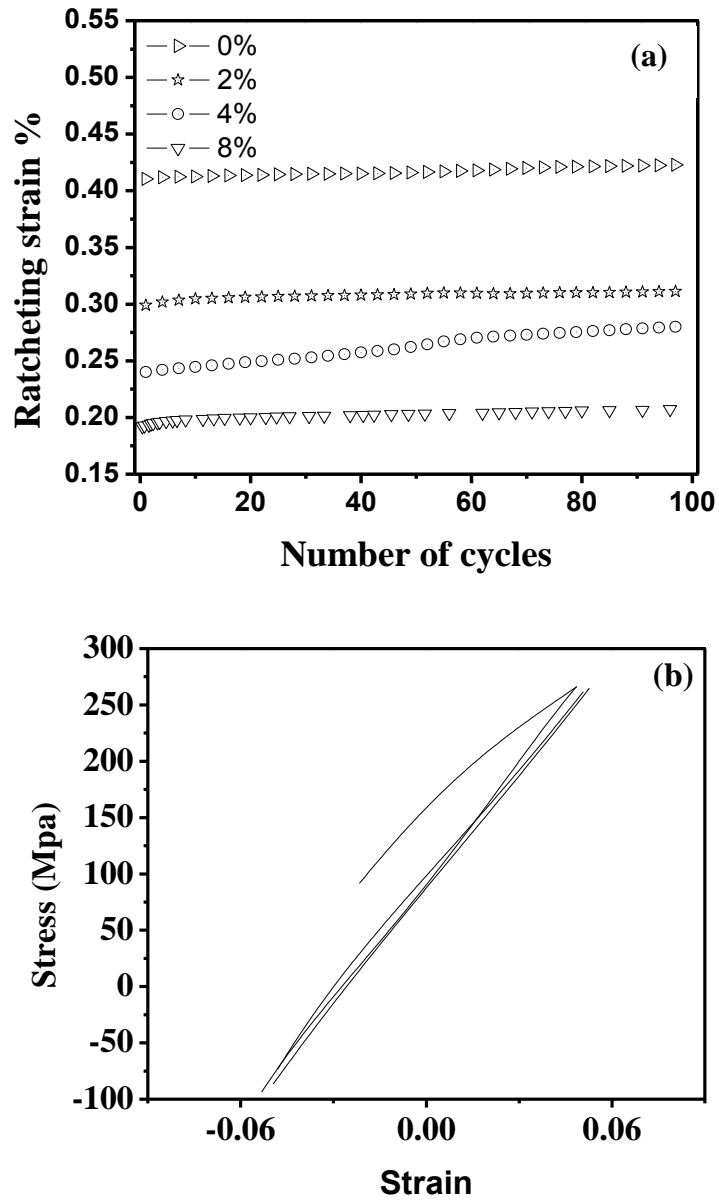 0.55
0.50
0.45
0.40
0.35
0.30
0.25
0.20
0.15
Ratcheting strain %
0%
2%
4%
8%
(a)
0 20 40 60 80 100
Number of cycles
300
250
200
150
100
50
0
-50
-100
Stress (Mpa)
(b)
-0.06 0.00 0.06
Strain